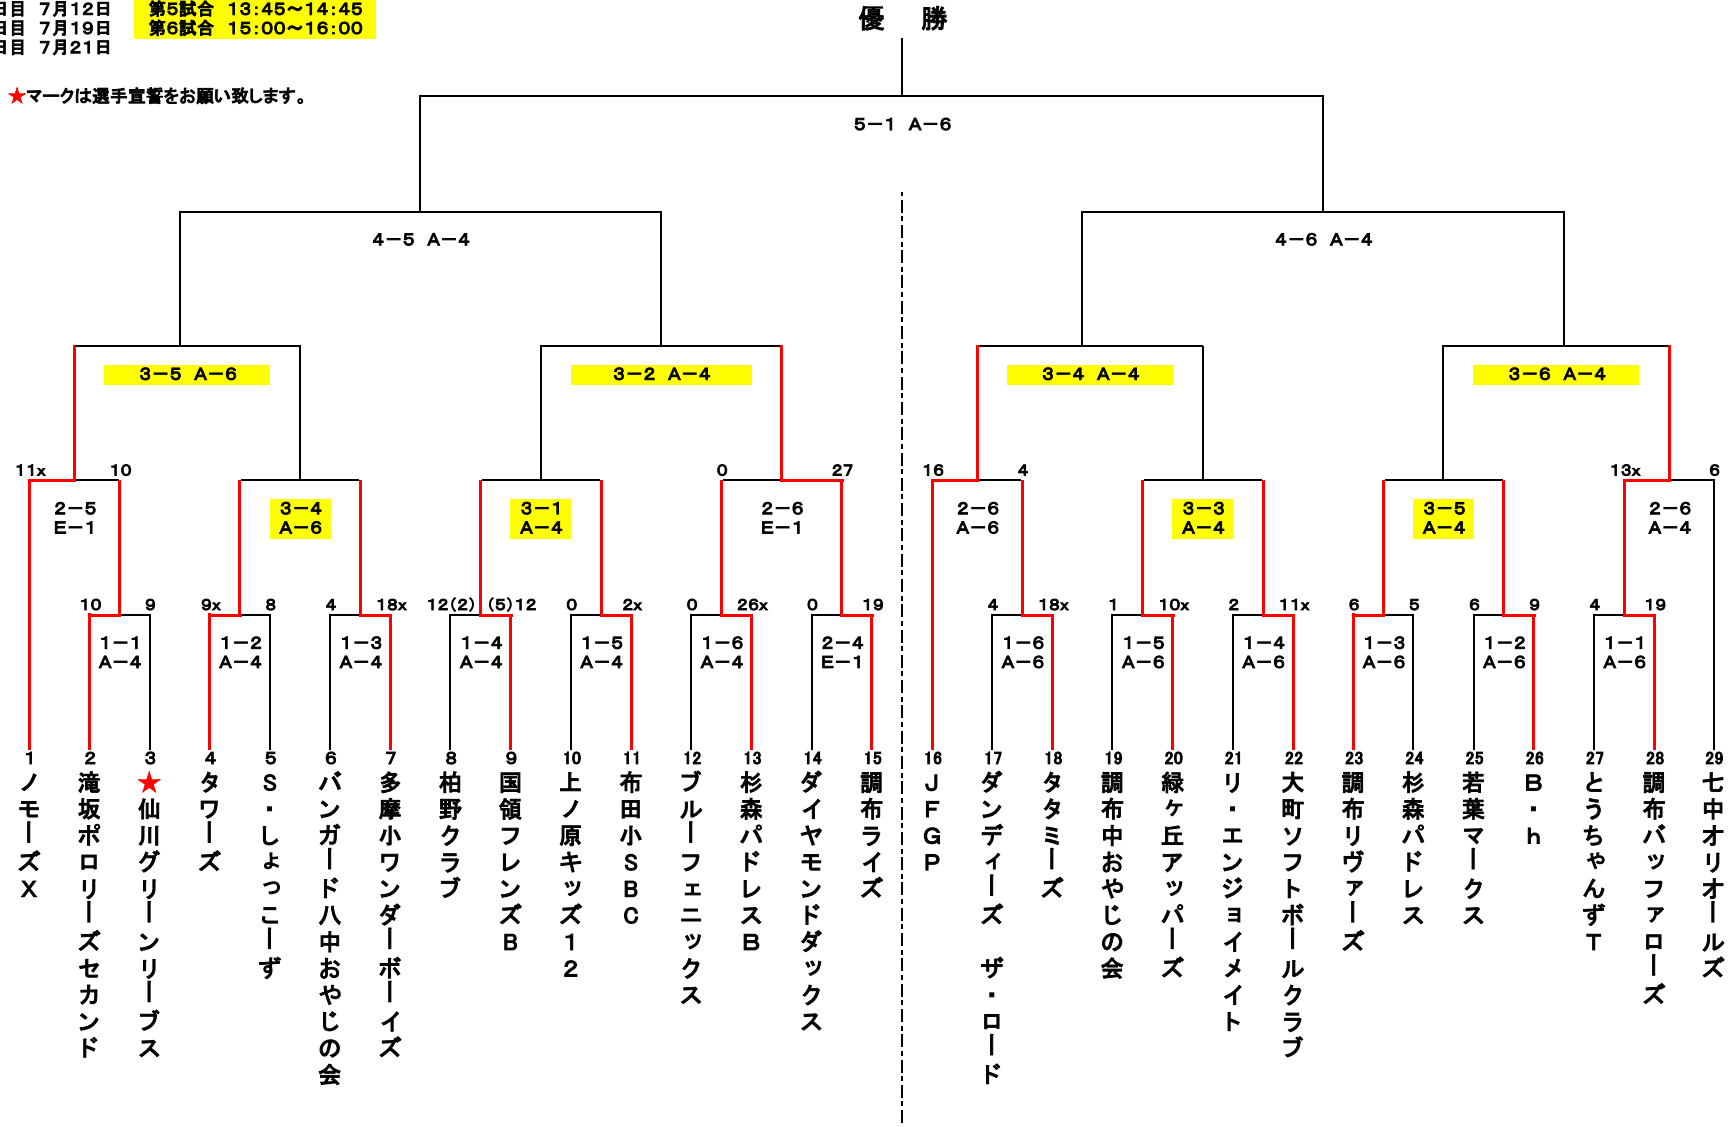 日目 7月12日 第5試合 13:45～14:45
日目 7月19日 第6試合 15:00～16:00
日目 7月21日
優 勝
★マークは選手宣誓をお願い致します。
5－1 A－6
4－5 A－4
4－6 A－4
3－5 A－6
3－2 A－4
3－4 A－4
3－6 A－4
11x 10 0 27 16 4 13x 6
2－5 3－4 3－1 2－6 2－6 3－3 3－5 2－6
E－1 A－6 A－4 E－1 A－6 A－4 A－4 A－4
10 9 9x 8 4 18x 12(2) (5)12 0 2x 0 26x 0 19 4 18x 1 10x 2 11x 6 5 6 9 4 19
1－1 1－2 1－3 1－4 1－5 1－6 2－4 1－6 1－5 1－4 1－3 1－2 1－1
A－4 A－4 A－4 A－4 A－4 A－4 E－1 A－6 A－6 A－6 A－6 A－6 A－6
1 ノモーズX
2 滝坂ポロリーズセカンド
3 ★仙川グリーンリーブス
4 タワーズ
5 S・しょっこーず
6 バンガード八中おやじの会
7 多摩小ワンダーボーイズ
8 柏野クラブ
9 国領フレンズB
10 上ノ原キッズ12
11 布田小SBC
12 ブルーフェニックス
13 杉森パドレスB
14 ダイヤモンドダックス
15 調布ライズ
16 JFGP
17 ダンディーズ ザ・ロード
18 タタミーズ
19 調布中おやじの会
20 緑ヶ丘アッパーズ
21 リ・エンジョイメイト
22 大町ソフトボールクラブ
23 調布リヴァーズ
24 杉森パドレス
25 若葉マークス
26 B・h
27 とうちゃんずT
28 調布バッファローズ
29 七中オリオールズ